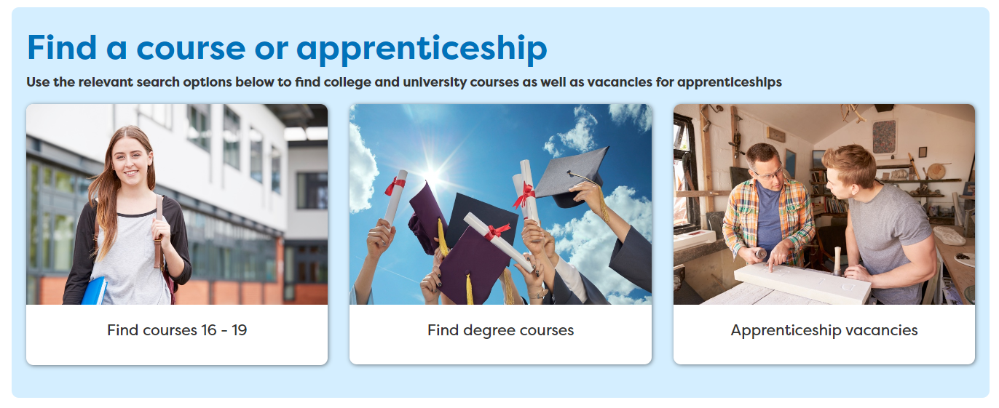 Find a course or apprenticeship
Use the relevant search options below to find college and university courses as well as vacancies for apprenticeships
Find courses 16 - 19
Find degree courses
Apprenticeship vacancies